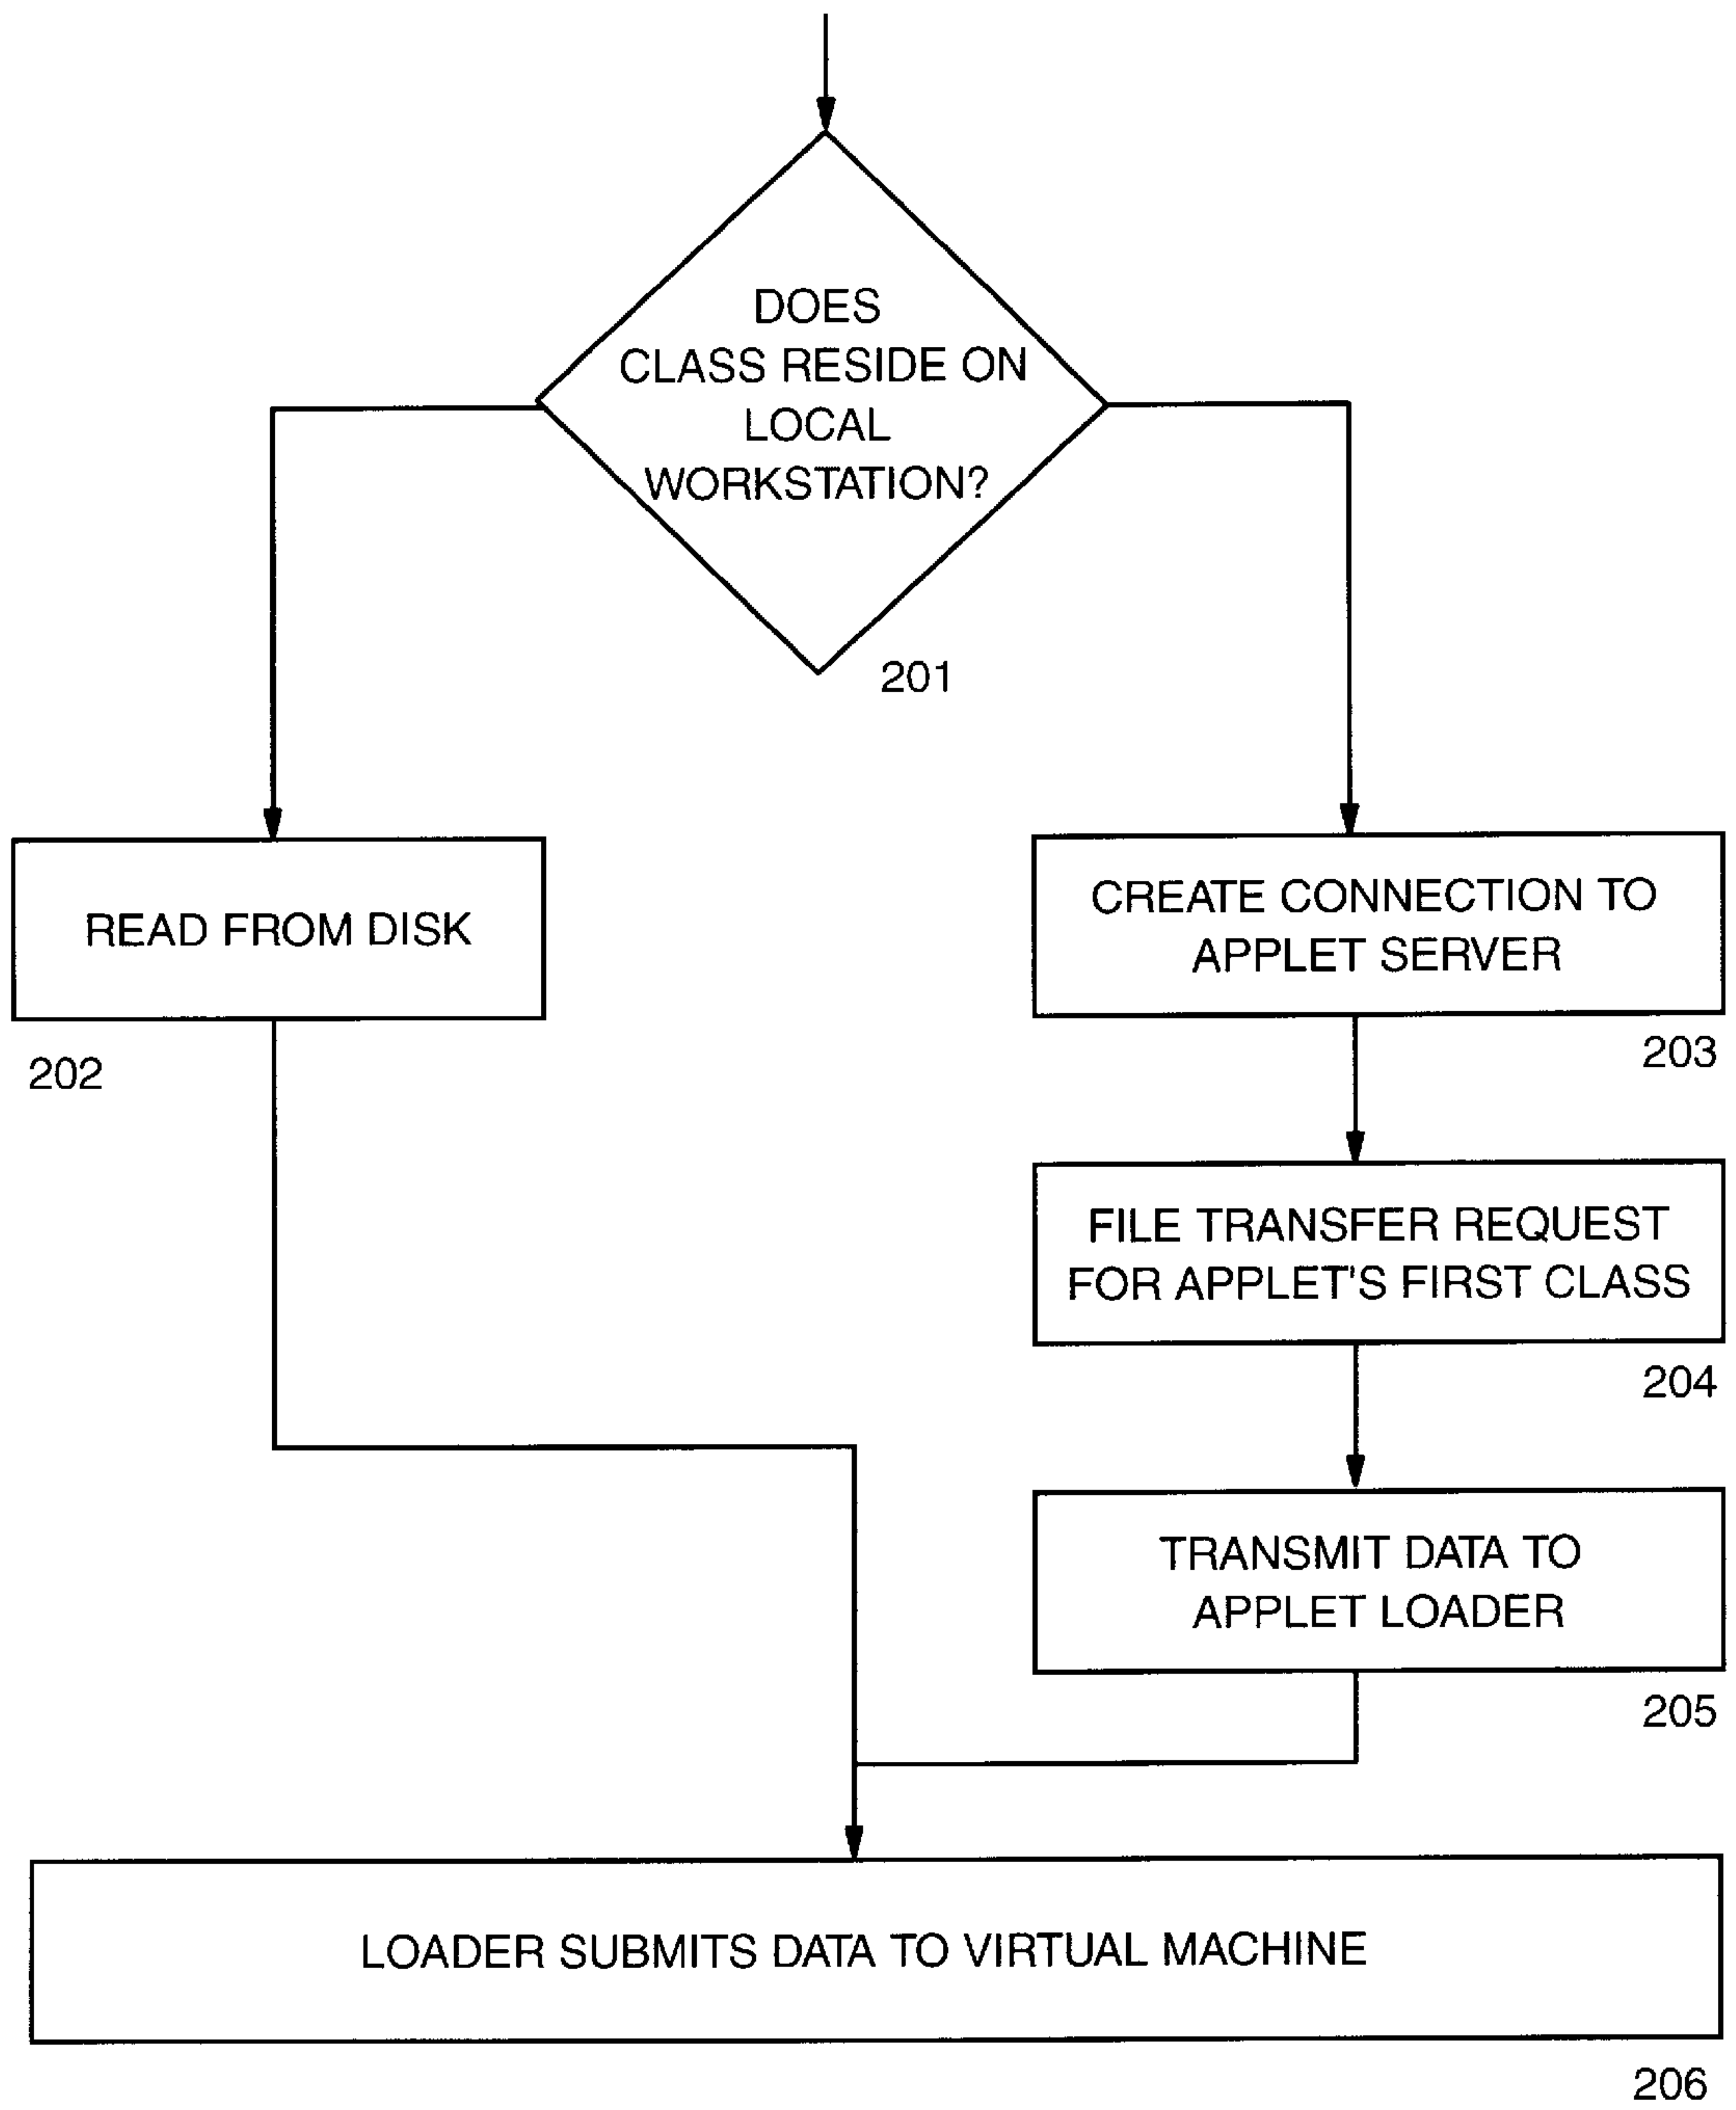 DOES
CLASS RESIDE ON
LOCAL
WORKSTATION?
201
READ FROM DISK
202
CREATE CONNECTION TO
APPLET SERVER
203
FILE TRANSFER REQUEST
FOR APPLET'S FIRST CLASS
204
TRANSMIT DATA TO
APPLET LOADER
205
LOADER SUBMITS DATA TO VIRTUAL MACHINE
206